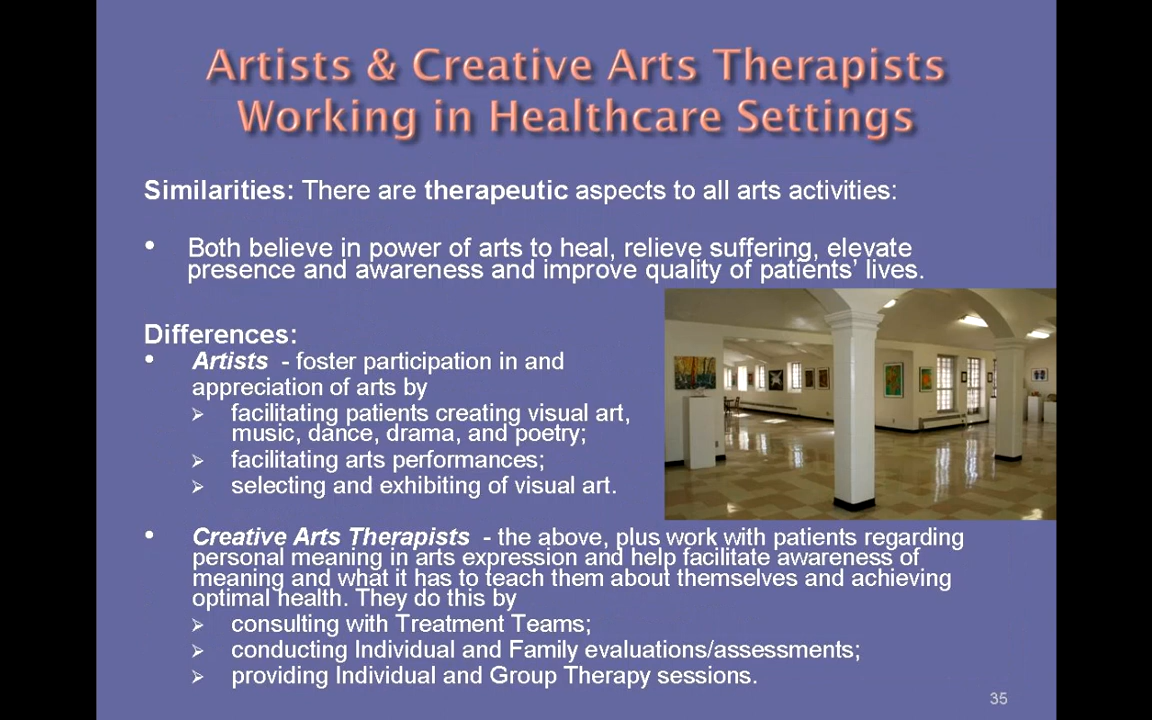 Artists & Creative Arts Therapists
Working in Healthcare Settings
Similarities: There are therapeutic aspects to all arts activities:
• Both believe in power of arts to heal, relieve suffering, elevate
presence and awareness and improve quality of patients’ lives.
Differences:
• Artists - foster participation in and
appreciation of arts by
➢ facilitating patients creating visual art,
music, dance, drama, and poetry;
➢ facilitating arts performances;
➢ selecting and exhibiting of visual art.
• Creative Arts Therapists - the above, plus work with patients regarding
personal meaning in arts expression and help facilitate awareness of
meaning and what it has to teach them about themselves and achieving
optimal health. They do this by
➢ consulting with Treatment Teams;
➢ conducting Individual and Family evaluations/assessments;
➢ providing Individual and Group Therapy sessions.
35